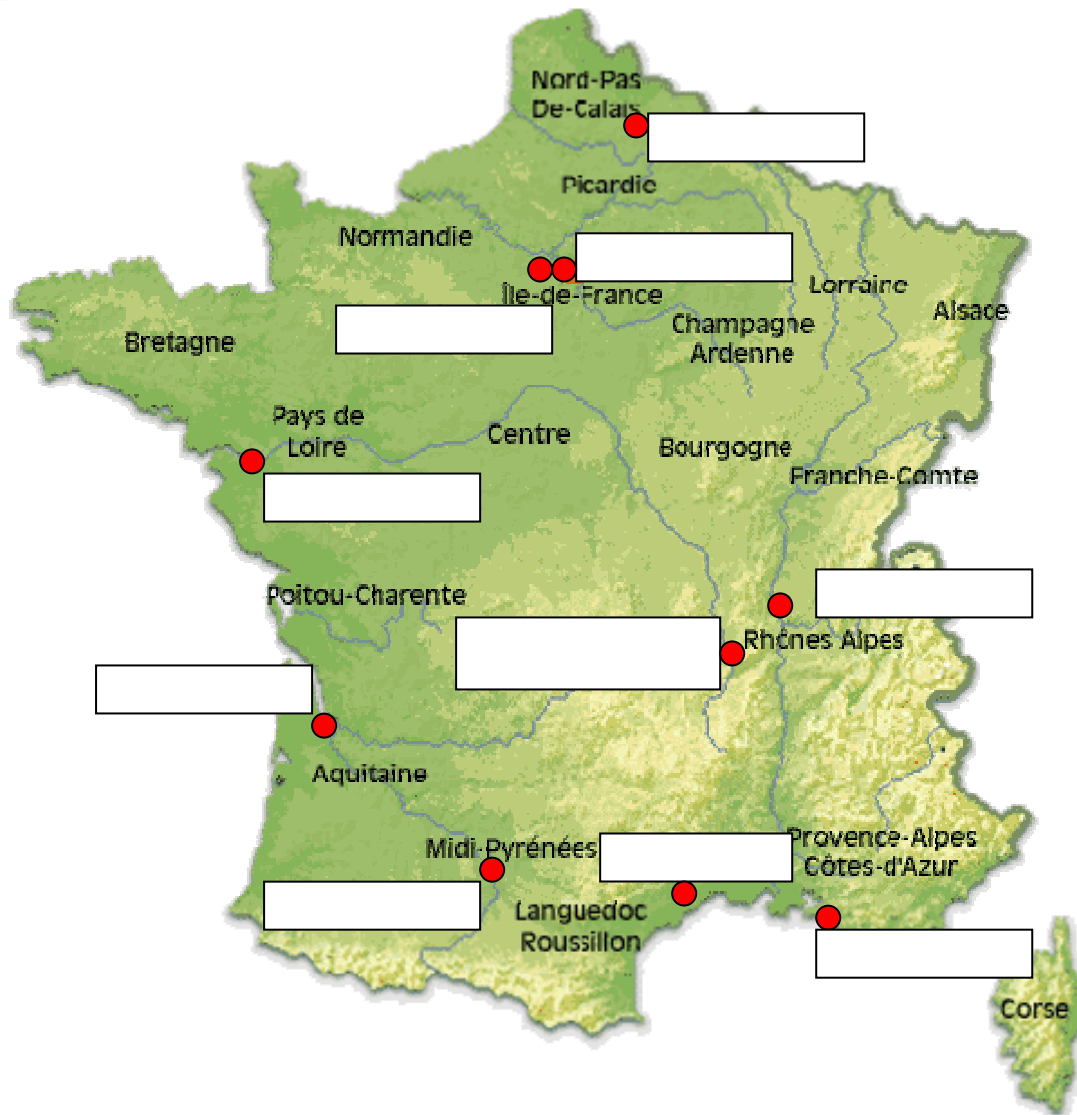 Nord-Pas
De-Calais
Picardie
Normandie
Île-de-France
Lorraine
Alsace
Champagne
Ardenne
Bretagne
Pays de
Loire
Centre
Bourgogne
Franche-Comte
Poitou-Charente
Rhônes Alpes
Aquitaine
Midi-Pyrénées
Provence-Alpes
Côtes-d'Azur
Languedoc
Roussillon
Corse